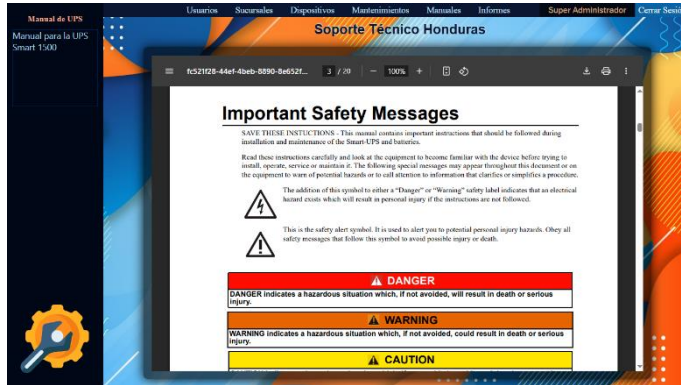 Manual de UPS
Manual para la UPS
Smart 1500
Usuarios Sucursales Dispositivos Mantenimientos Manuales Informes Super Administrador Cerrar Sesió
Soporte Técnico Honduras
fc521f28-44ef-4beb-8890-8e652f... 3 / 20 − 100% +
Important Safety Messages
SAVE THESE INSTUCTIONS - This manual contains important instructions that should be followed during
installation and maintenance of the Smart-UPS and batteries.
Read these instructions carefully and look at the equipment to become familiar with the device before trying to
install, operate, service or maintain it. The following special messages may appear throughout this document or on
the equipment to warn of potential hazards or to call attention to information that clarifies or simplifies a procedure.
The addition of this symbol to either a “Danger” or “Warning” safety label indicates that an electrical
hazard exists which will result in personal injury if the instructions are not followed.
This is the safety alert symbol. It is used to alert you to potential personal injury hazards. Obey all
safety messages that follow this symbol to avoid possible injury or death.
DANGER
DANGER indicates a hazardous situation which, if not avoided, will result in death or serious
injury.
WARNING
WARNING indicates a hazardous situation which, if not avoided, could result in death or serious
injury.
CAUTION